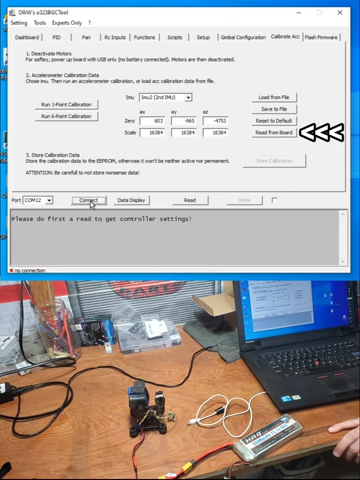 OlliW's o323BGCTool
Setting Tools Experts Only ?
Dashboard PID Pan Rc Inputs Functions Scripts Setup Gimbal Configuration Calibrate Acc Flash Firmware
1. Deactivate Motors
For saftey, power up board with USB only (no battery connected). Motors are then deactivated.
2. Accelerometer Calibration Data
Chose imu. Then run an accelerometer calibration, or load acc calibration data from file.
Run 1-Point Calibration
Run 6-Point Calibration
Imu Imu2 (2nd IMU)
ax ay az
Zero 603 -965 -4753
Scale 16384 16384 16384
Load from File
Save to File
Reset to Default
Read from Board
3. Store Calibration Data
Store the calibration data to the EEPROM, otherwise it won't be neither active nor permanent.
ATTENTION: Be carefull to not store nonsense data!
Store Calibration
Port COM12 Connect Data Display Read Write
Please do first a read to get controller settings!
no connection
HRB